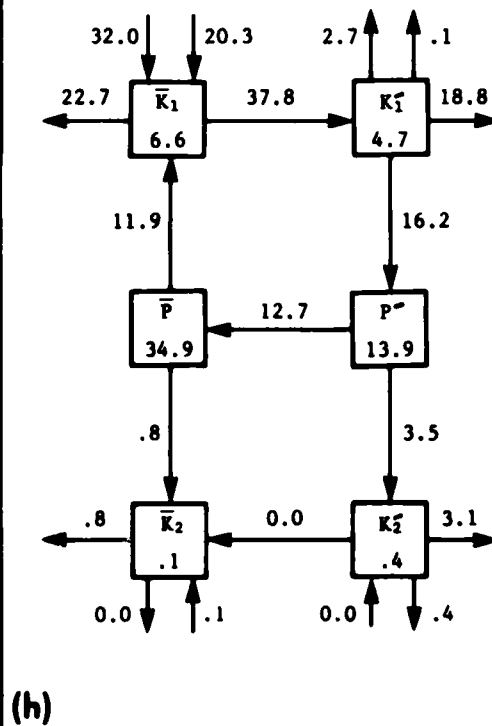 32.0 20.3 2.7 .1
K̄₁ K₁′
22.7 37.8 18.8
6.6 4.7
11.9 16.2
P̄ P′
12.7
34.9 13.9
.8 3.5
K̄₂ K₂′
.8 0.0 3.1
.1 .4
0.0 .1 0.0 .4
(h)